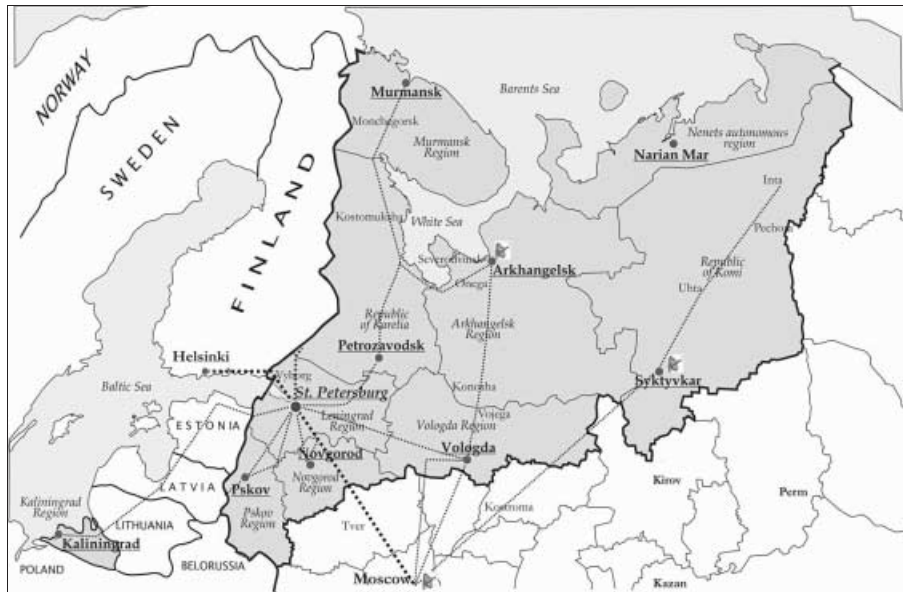 NORWAY
SWEDEN
FINLAND
Barents Sea
Murmansk
Monchegorsk
Murmansk
Region
Nenets autonomous
region
Narian Mar
Inta
Kostomuksha
White Sea
Pechora
Severodvinsk
Arkhangelsk
Republic
of Komi
Onega
Uhta
Republic
of Karelia
Arkhangelsk
Region
Helsinki
Petrozavodsk
Vyborg
Syktyvkar
Baltic Sea
St. Petersburg
Konosha
ESTONIA
Leningrad
Region
Vojega
Vologda Region
Novgorod
Vologda
LATVIA
Pskov
Novgorod
Region
Kirov
Perm
Kaliningrad
Region
Pskov
Region
Kostroma
LITHUANIA
Tver
Kaliningrad
POLAND
BELORUSSIA
Moscow
Kazan